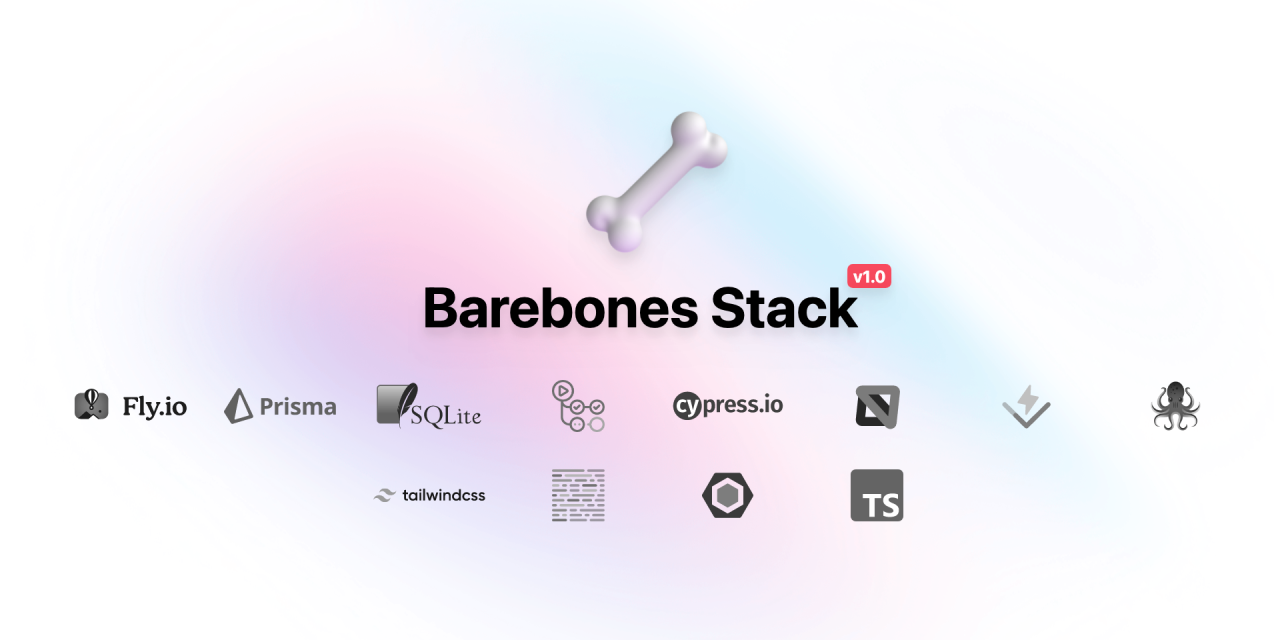 v1.0
Barebones Stack
Fly.io
Prisma
SQLite
cypress.io
tailwindcss
TS